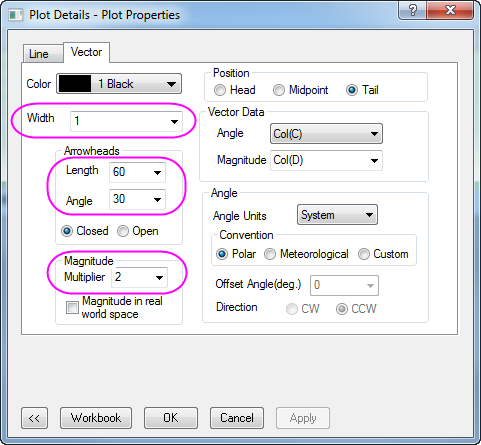 Plot Details - Plot Properties
Line Vector
Color 1 Black
Width 1
Arrowheads
Length 60
Angle 30
Closed Open
Magnitude
Multiplier 2
Magnitude in real
world space
Position
Head Midpoint Tail
Vector Data
Angle Col(C)
Magnitude Col(D)
Angle
Angle Units System
Convention
Polar Meteorological Custom
Offset Angle(deg.) 0
Direction CW CCW
<< Workbook OK Cancel Apply